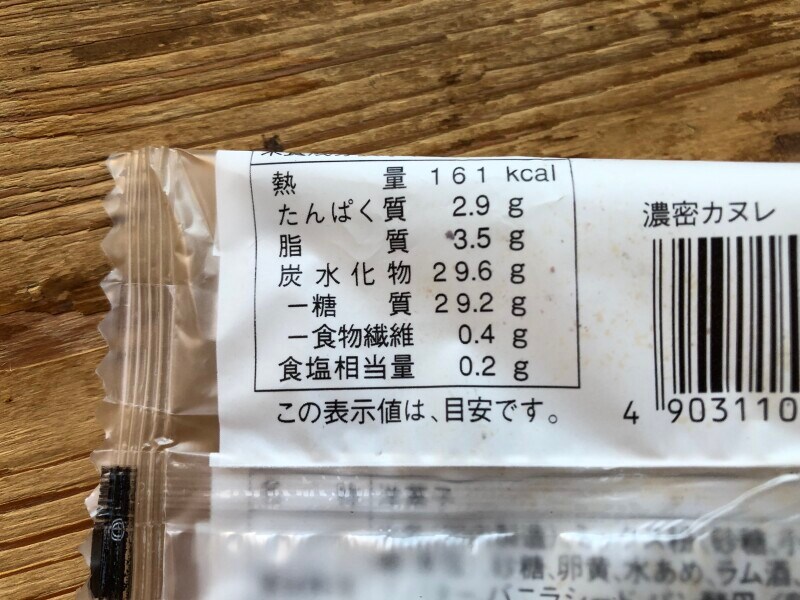 熱量 161 kcal
たんぱく質 2.9 g
脂質 3.5 g
炭水化物 29.6 g
－糖質 29.2 g
－食物繊維 0.4 g
食塩相当量 0.2 g
この表示値は、目安です。
濃密カヌレ
4 903110
洋菓子
砂糖、
糖、卵黄、水あめ、ラム酒、